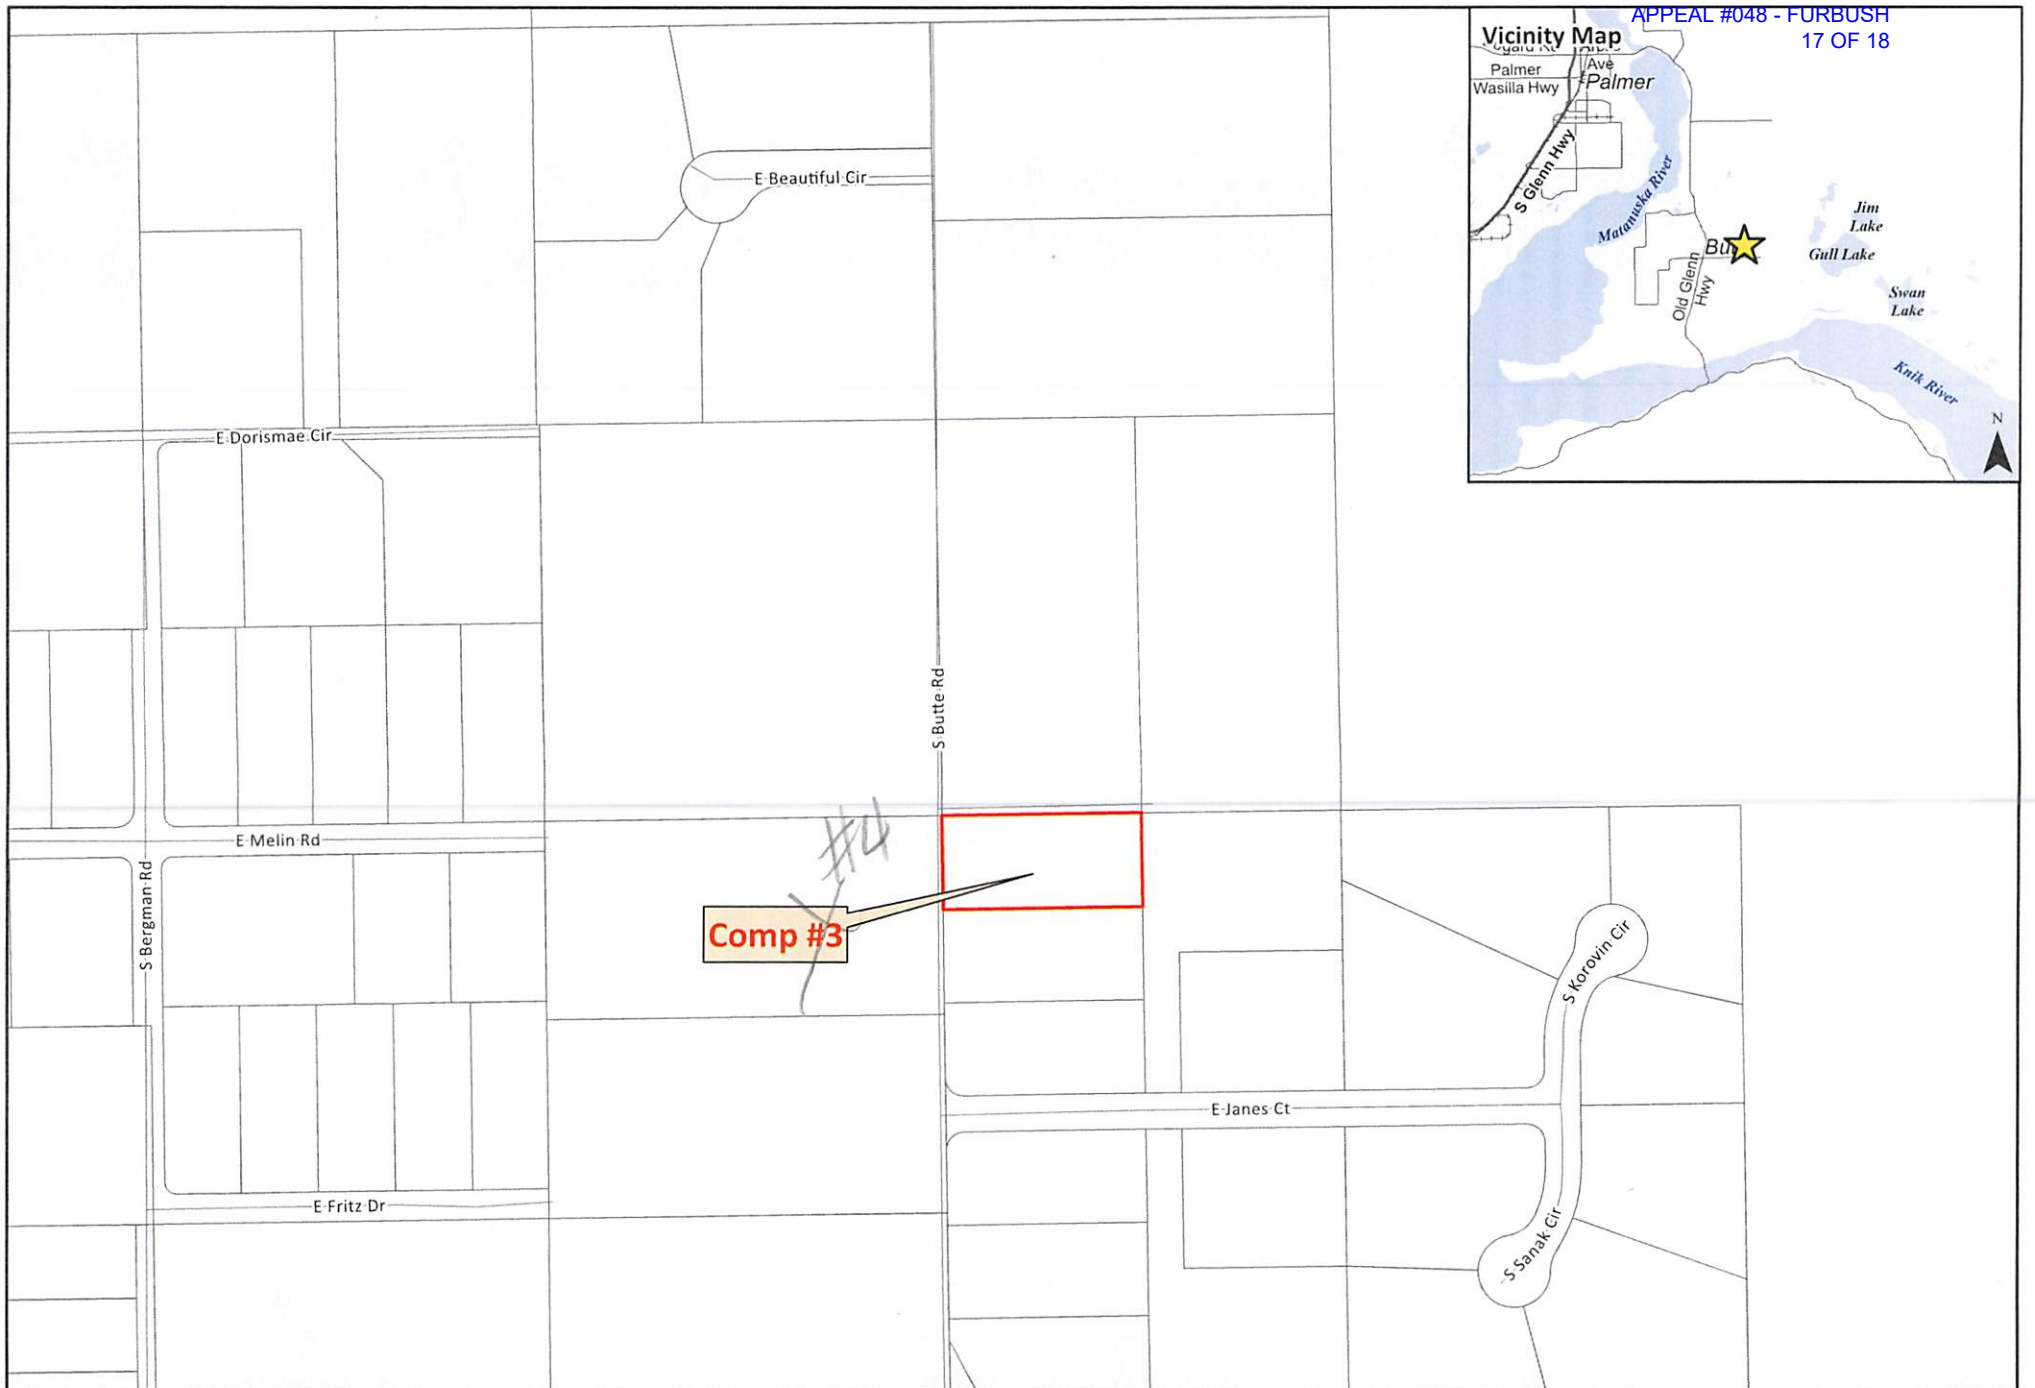 APPEAL #048 - FURBUSH
17 OF 18
Vicinity Map
Palmer
Wasilla Hwy
Ave
Palmer
S Glenn Hwy
Matanuska River
Old Glenn
Hwy
Jim
Lake
Gull Lake
Swan
Lake
Knik River
N
E Beautiful Cir
E Dorismae Cir
S Butte Rd
E Melin Rd
S Bergman Rd
#4
Comp #3
S Korovin Cir
E Janes Ct
E Fritz Dr
S Sanak Cir